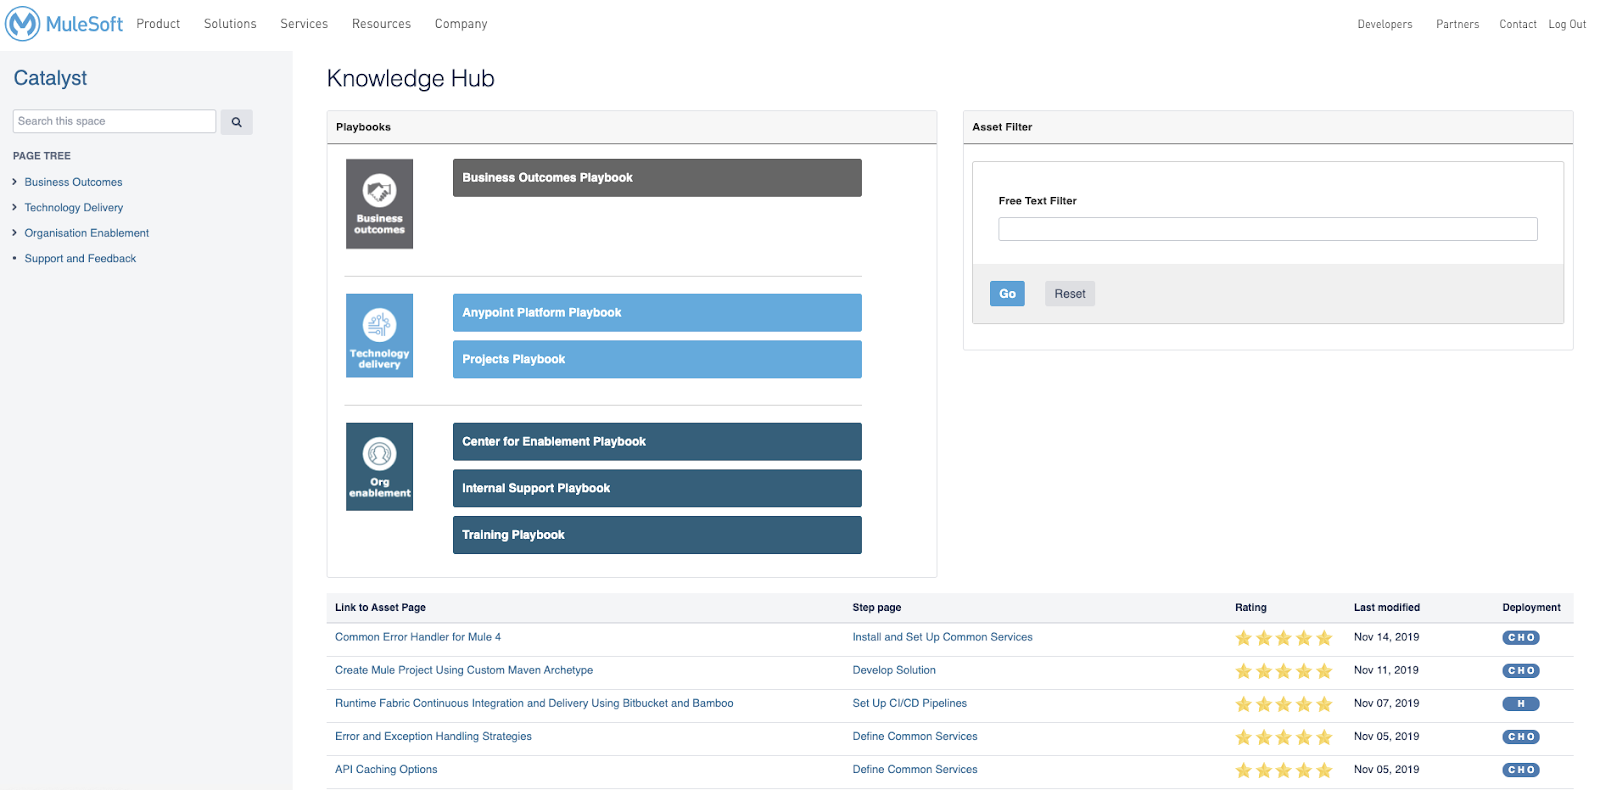 MuleSoft Product Solutions Services Resources Company Developers Partners Contact Log Out
Catalyst
Search this space
PAGE TREE
Business Outcomes
Technology Delivery
Organisation Enablement
Support and Feedback
Knowledge Hub
Playbooks
Business outcomes
Business Outcomes Playbook
Technology delivery
Anypoint Platform Playbook
Projects Playbook
Org enablement
Center for Enablement Playbook
Internal Support Playbook
Training Playbook
Asset Filter
Free Text Filter
Go Reset
Link to Asset Page Step page Rating Last modified Deployment
Common Error Handler for Mule 4 Install and Set Up Common Services Nov 14, 2019 C H O
Create Mule Project Using Custom Maven Archetype Develop Solution Nov 11, 2019 C H O
Runtime Fabric Continuous Integration and Delivery Using Bitbucket and Bamboo Set Up CI/CD Pipelines Nov 07, 2019 H
Error and Exception Handling Strategies Define Common Services Nov 05, 2019 C H O
API Caching Options Define Common Services Nov 05, 2019 C H O